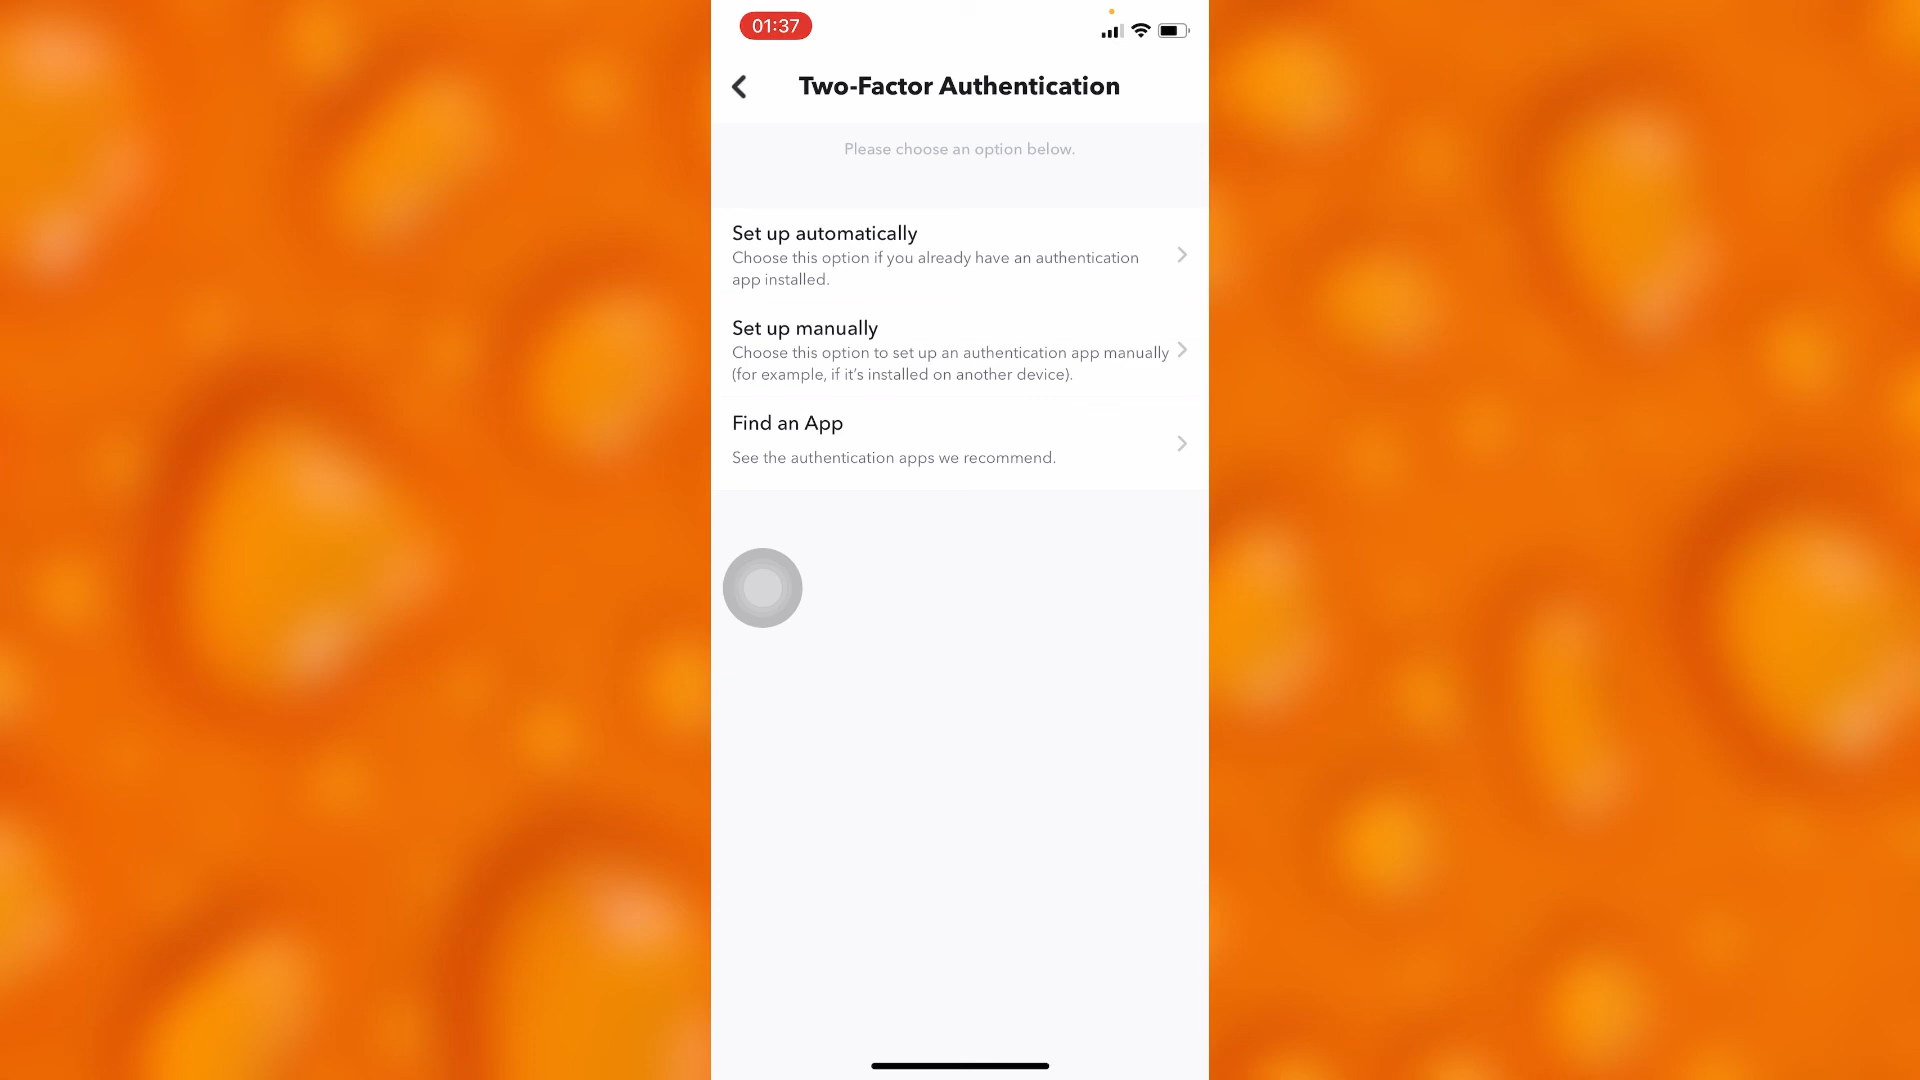 01:37
Two-Factor Authentication
Please choose an option below.
Set up automatically
Choose this option if you already have an authentication
app installed.
Set up manually
Choose this option to set up an authentication app manually
(for example, if it’s installed on another device).
Find an App
See the authentication apps we recommend.